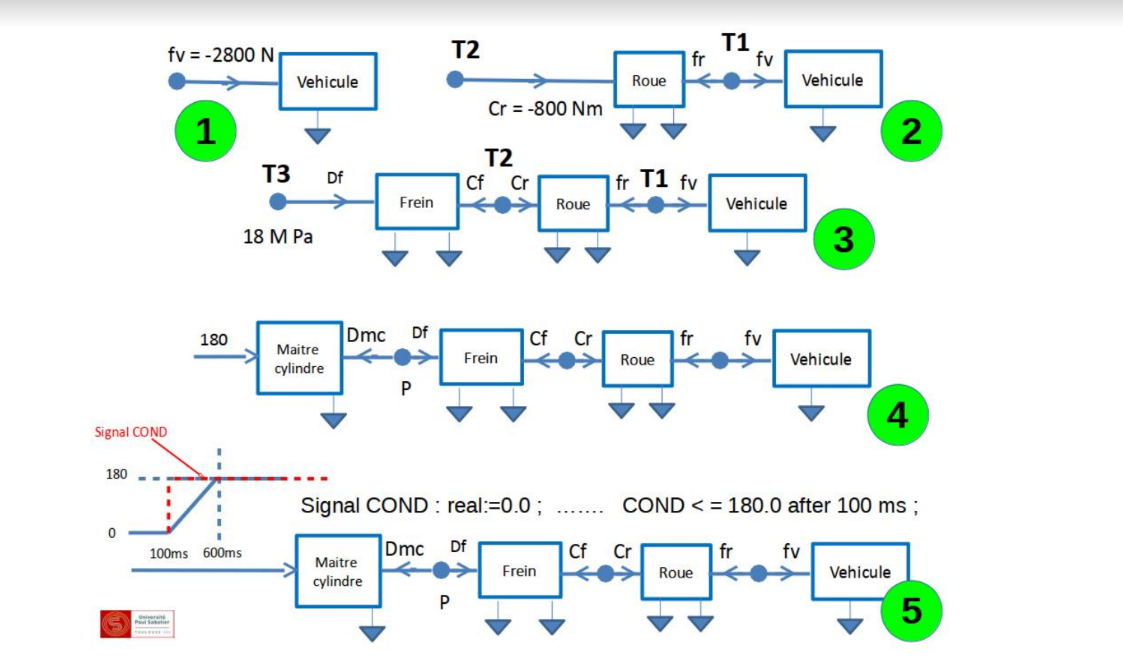 fv = -2800 N
Vehicule
1
T2
Cr = -800 Nm
Roue
fr
T1
fv
Vehicule
2
T3
Df
18 M Pa
Frein
Cf
T2
Cr
Roue
fr
T1
fv
Vehicule
3
180
Maitre
cylindre
Dmc
Df
P
Frein
Cf
Cr
Roue
fr
fv
Vehicule
4
Signal COND
180
0
100ms
600ms
Signal COND : real:=0.0 ; ....... COND < = 180.0 after 100 ms ;
Maitre
cylindre
Dmc
Df
P
Frein
Cf
Cr
Roue
fr
fv
Vehicule
5
Université
Paul Sabatier
TOULOUSE III